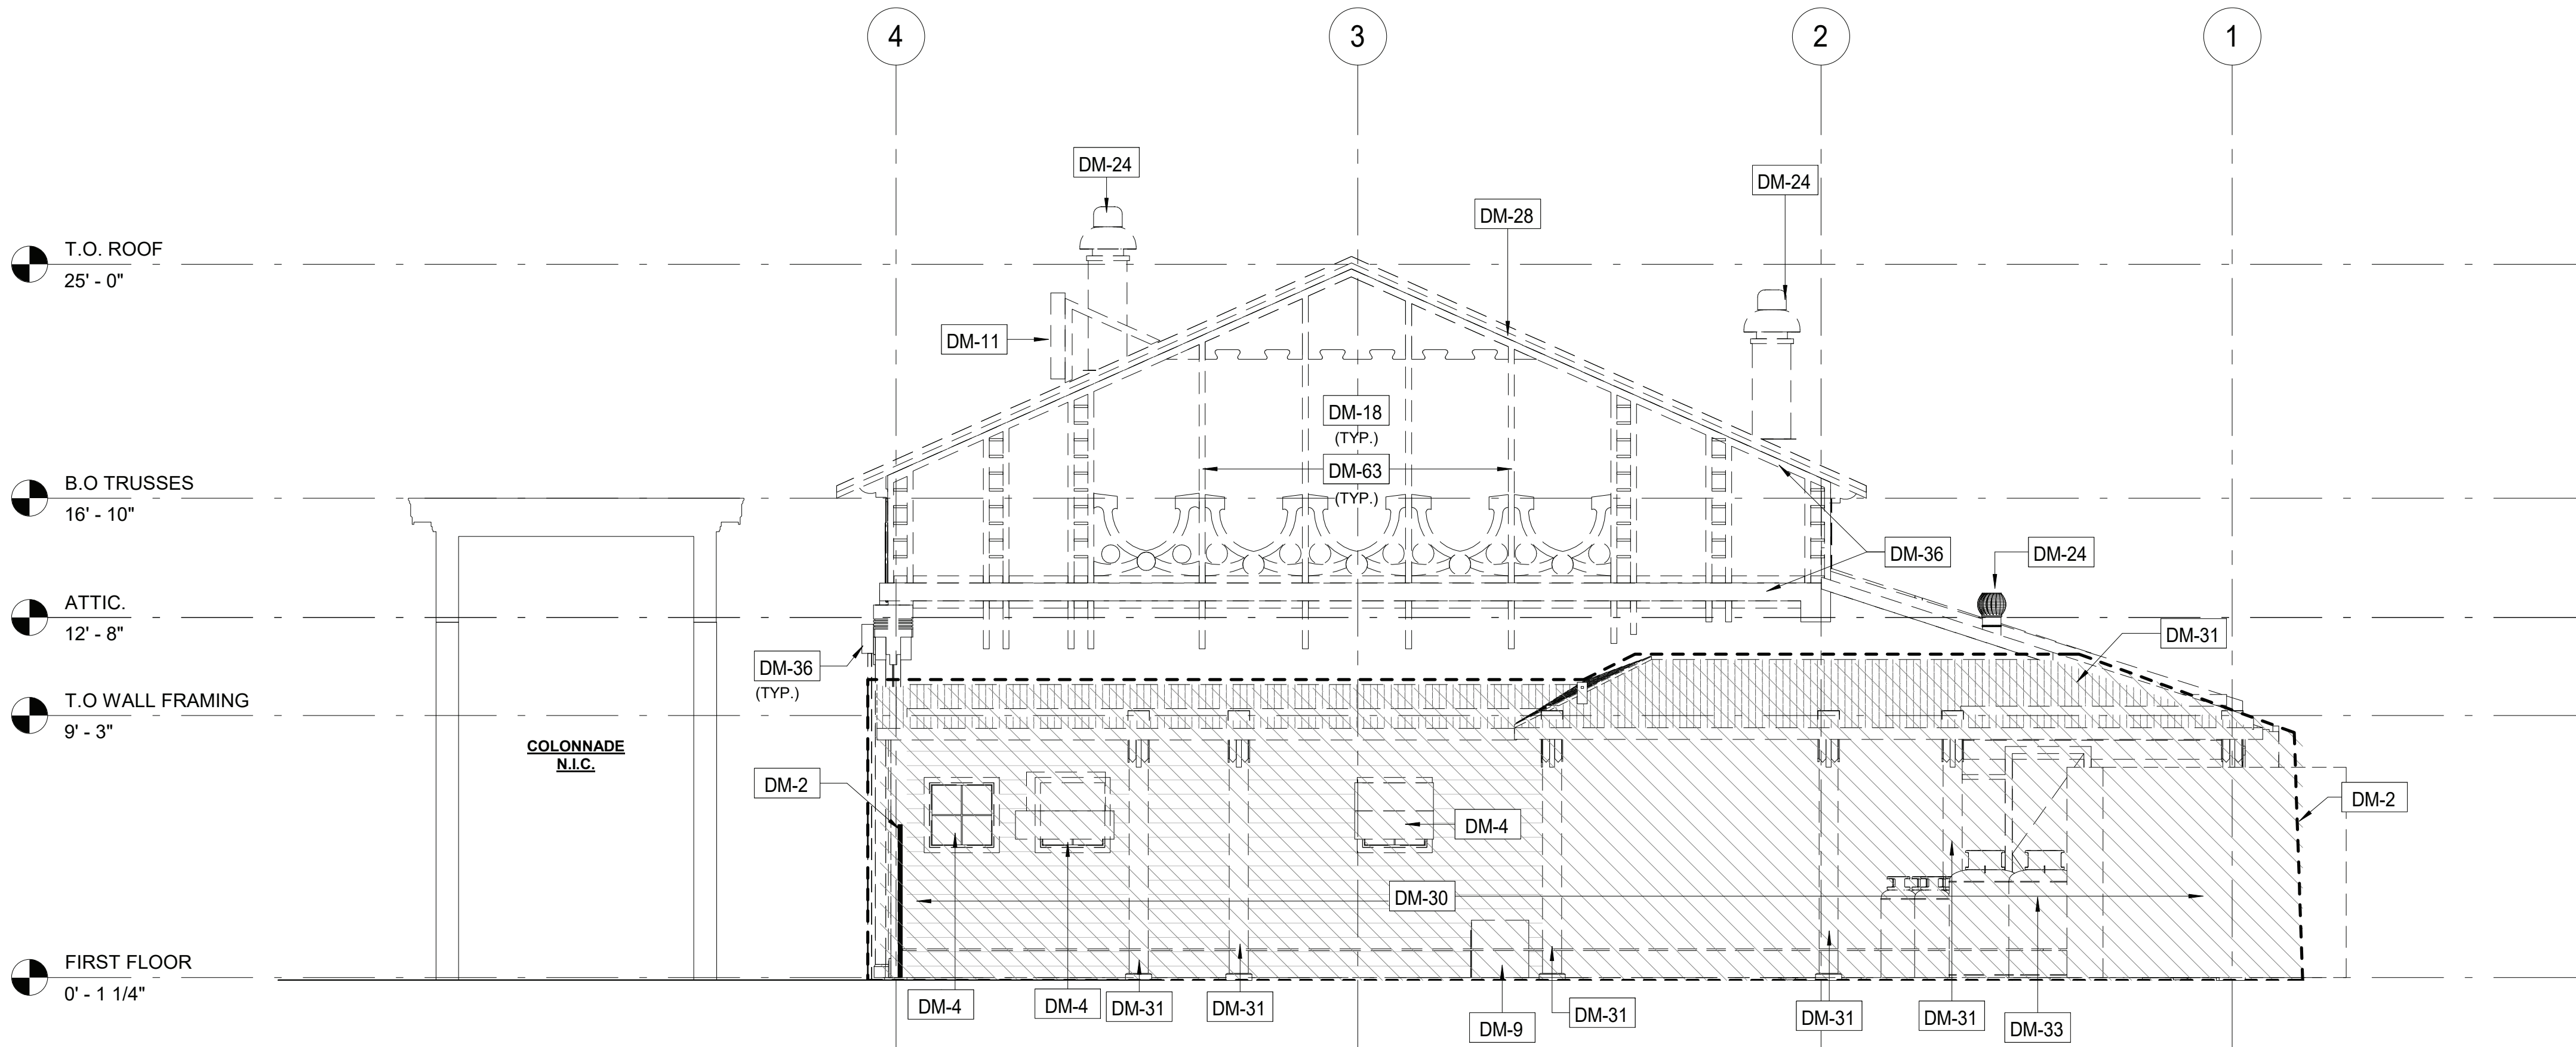 4
3
2
1
DM-24
DM-24
DM-28
T.O. ROOF
25' - 0"
DM-11
DM-18
(TYP.)
DM-63
(TYP.)
B.O TRUSSES
16' - 10"
DM-36
DM-24
ATTIC.
12' - 8"
DM-31
DM-36
(TYP.)
T.O WALL FRAMING
9' - 3"
COLONNADE
N.I.C.
DM-2
DM-4
DM-2
DM-30
FIRST FLOOR
0' - 1 1/4"
DM-4
DM-4
DM-31
DM-31
DM-9
DM-31
DM-31
DM-31
DM-33